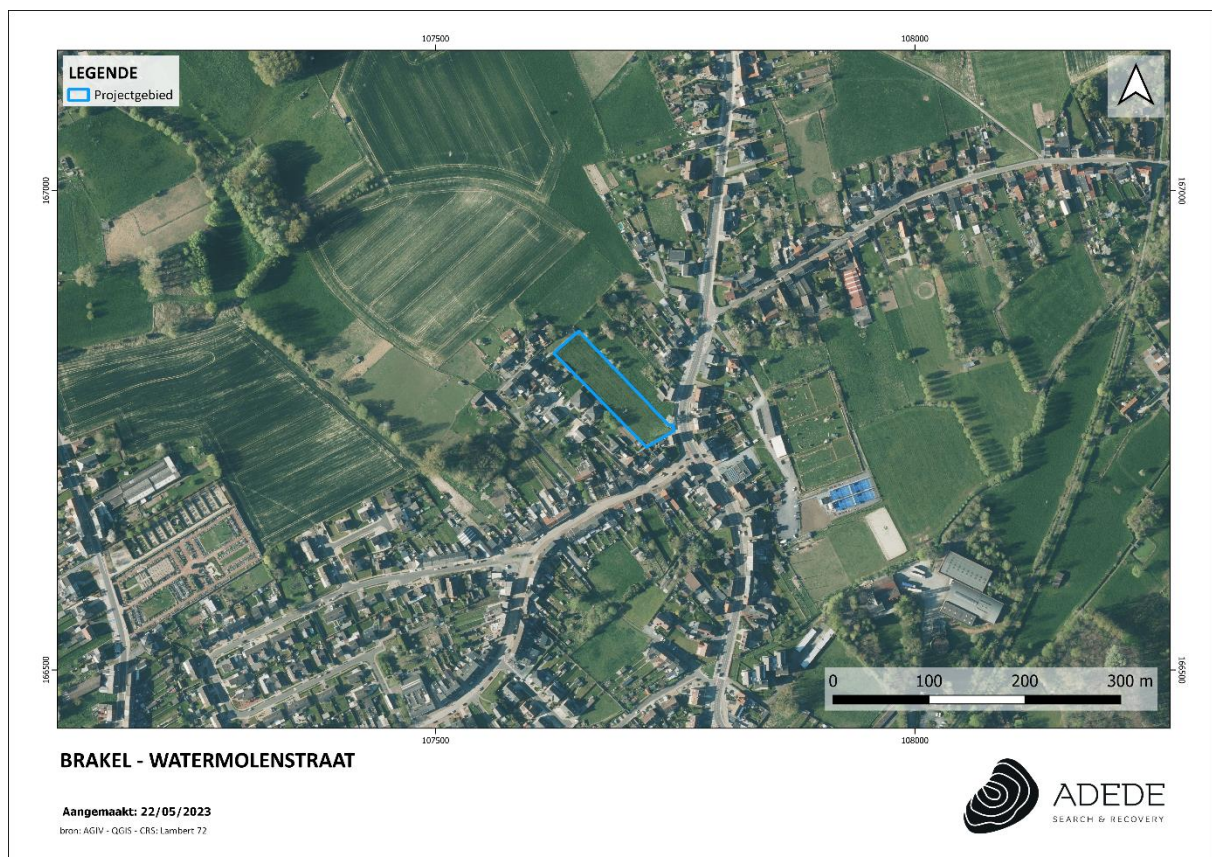 107500
108000
LEGENDE
Projectgebied
167000
167000
166500
166500
0 100 200 300 m
107500
108000
BRAKEL - WATERMOLENSTRAAT
Aangemaakt: 22/05/2023
bron: AGIV - QGIS - CRS: Lambert 72
ADEDE
SEARCH & RECOVERY